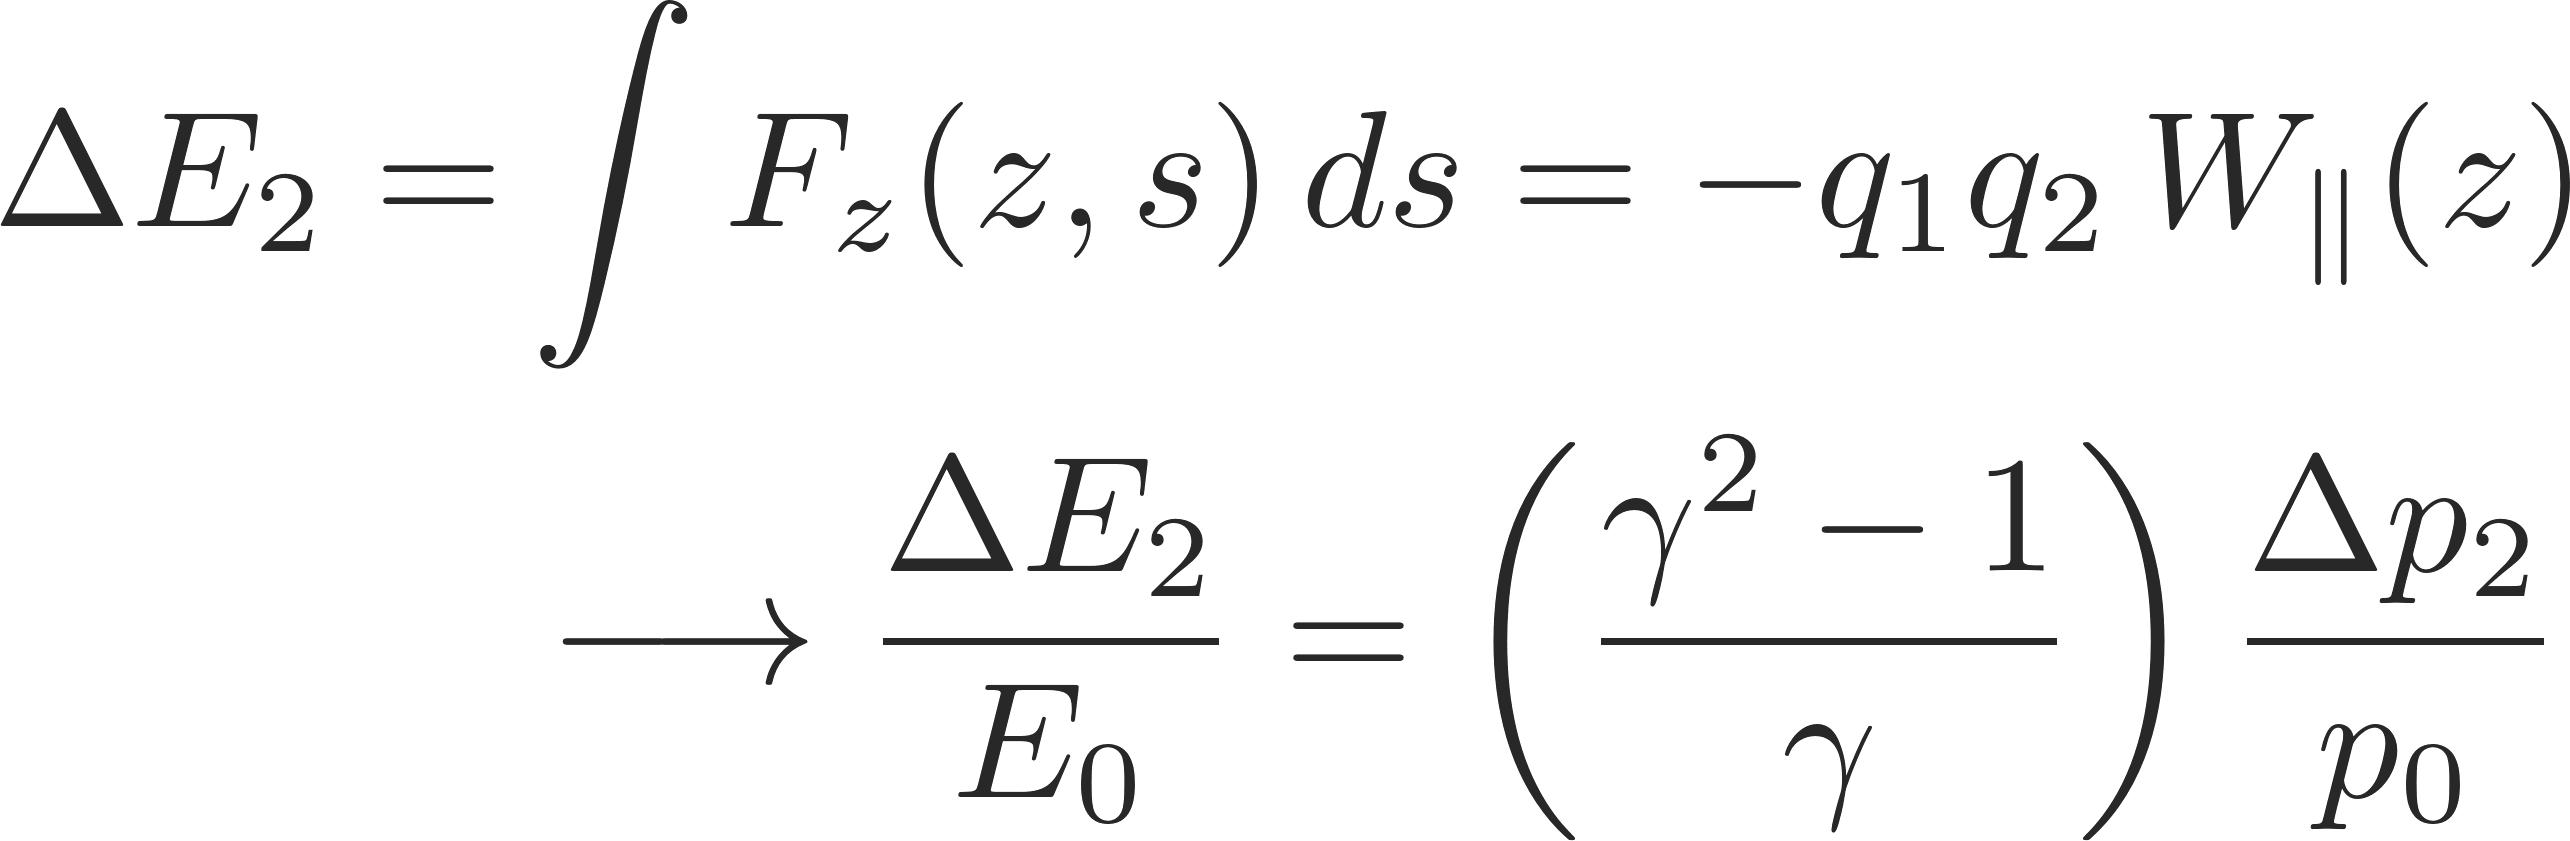 ΔE₂ = ∫ F_z(z, s) ds = −q₁q₂ W_∥(z)
⟶ ΔE₂/E₀ = ((γ² − 1)/γ) Δp₂/p₀